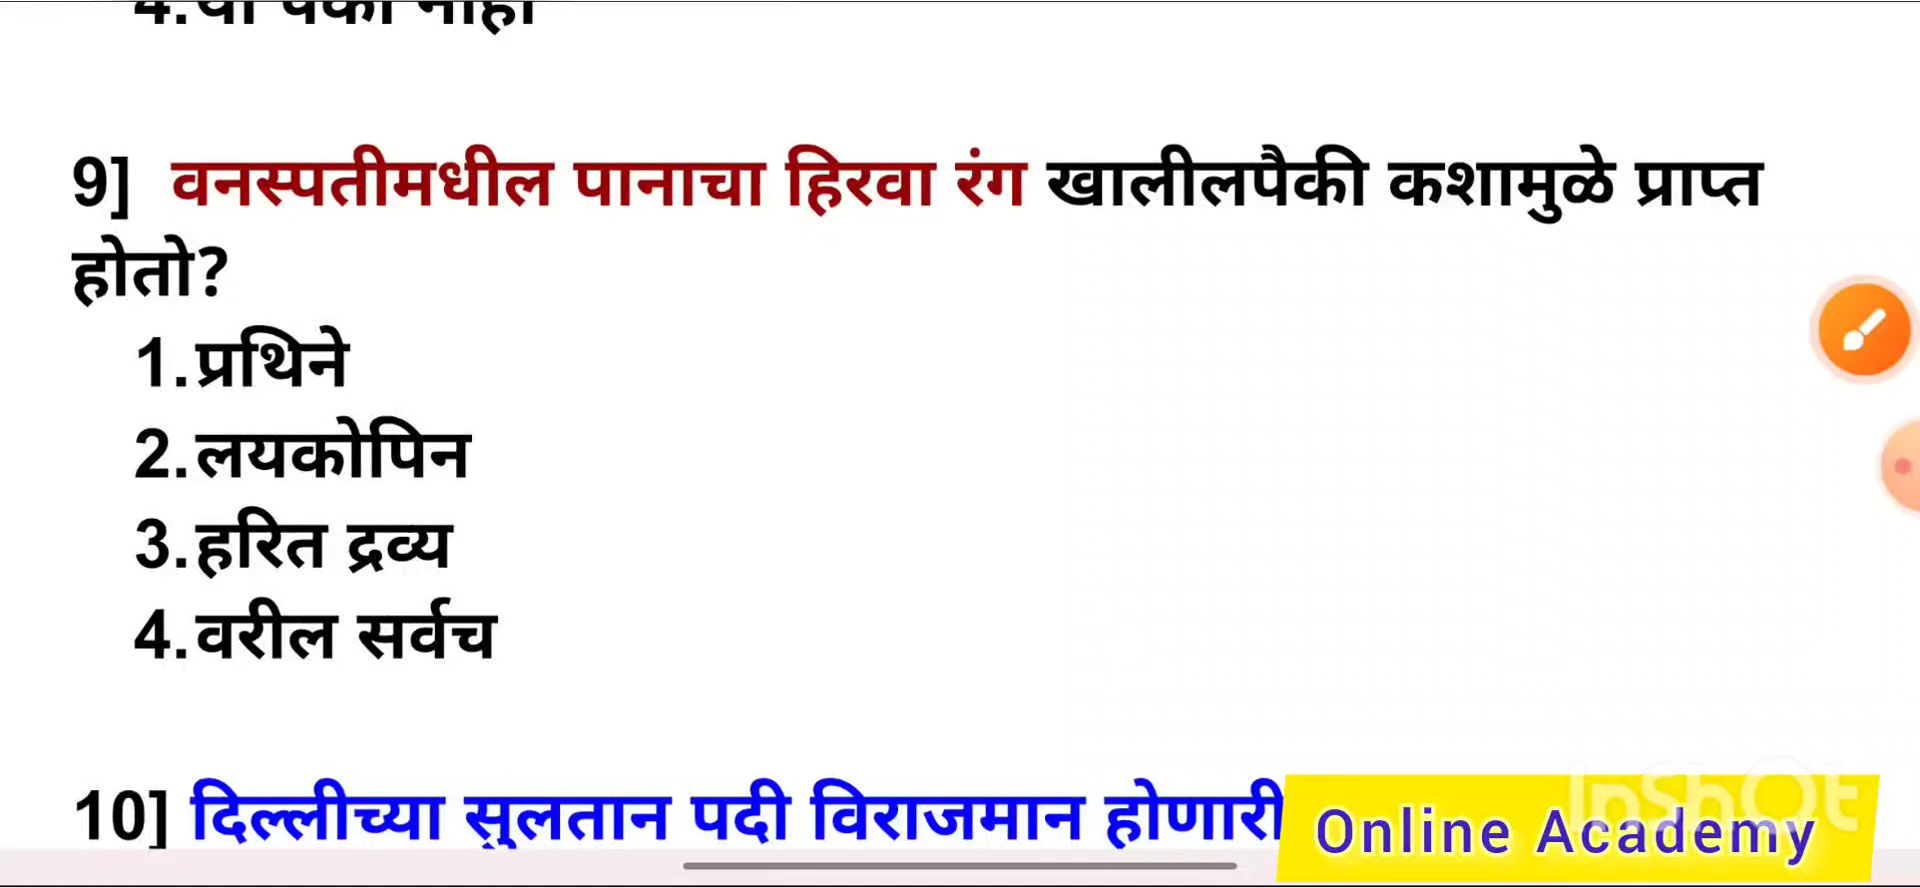 9] वनस्पतीमधील पानाचा हिरवा रंग खालीलपैकी कशामुळे प्राप्त
होतो?
1.प्रथिने
2.लयकोपिन
3.हरित द्रव्य
4.वरील सर्वच
10] दिल्लीच्या सुलतान पदी विराजमान होणारी
Online Academy
InShOt